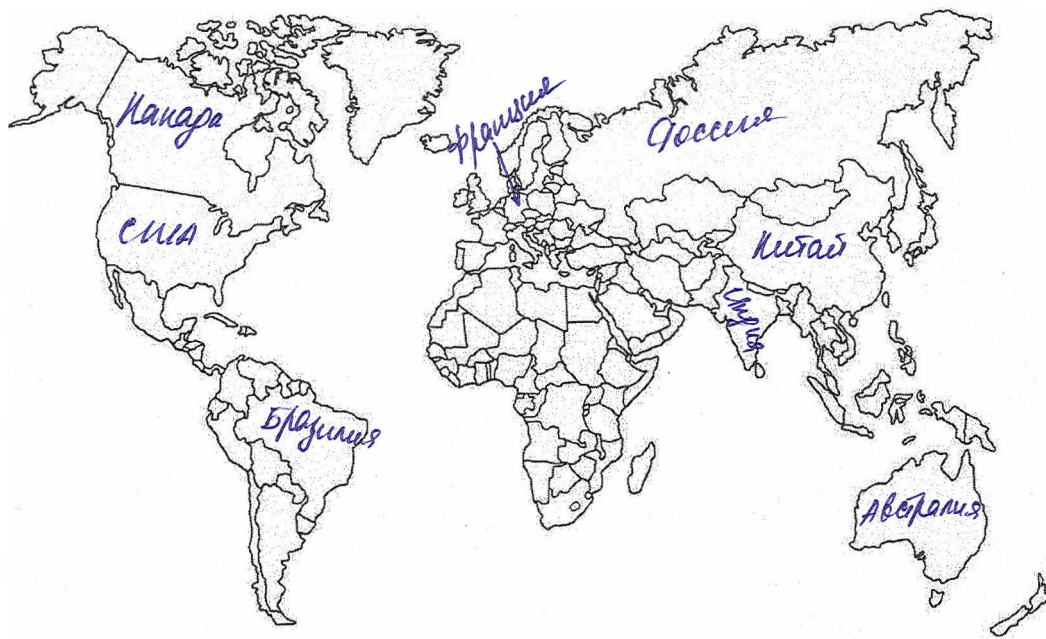 Канада
Франция
Россия
США
Китай
Индия
Бразилия
Австралия